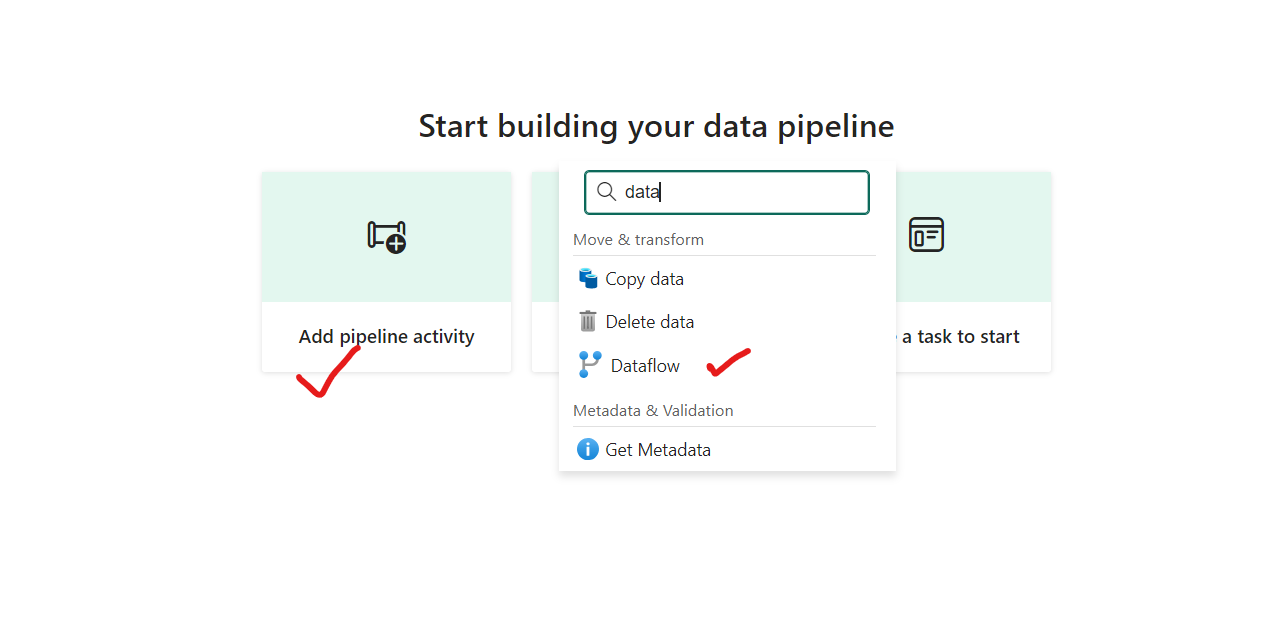 Start building your data pipeline
data
Move & transform
Copy data
Delete data
Dataflow
Metadata & Validation
Get Metadata
Add pipeline activity
a task to start